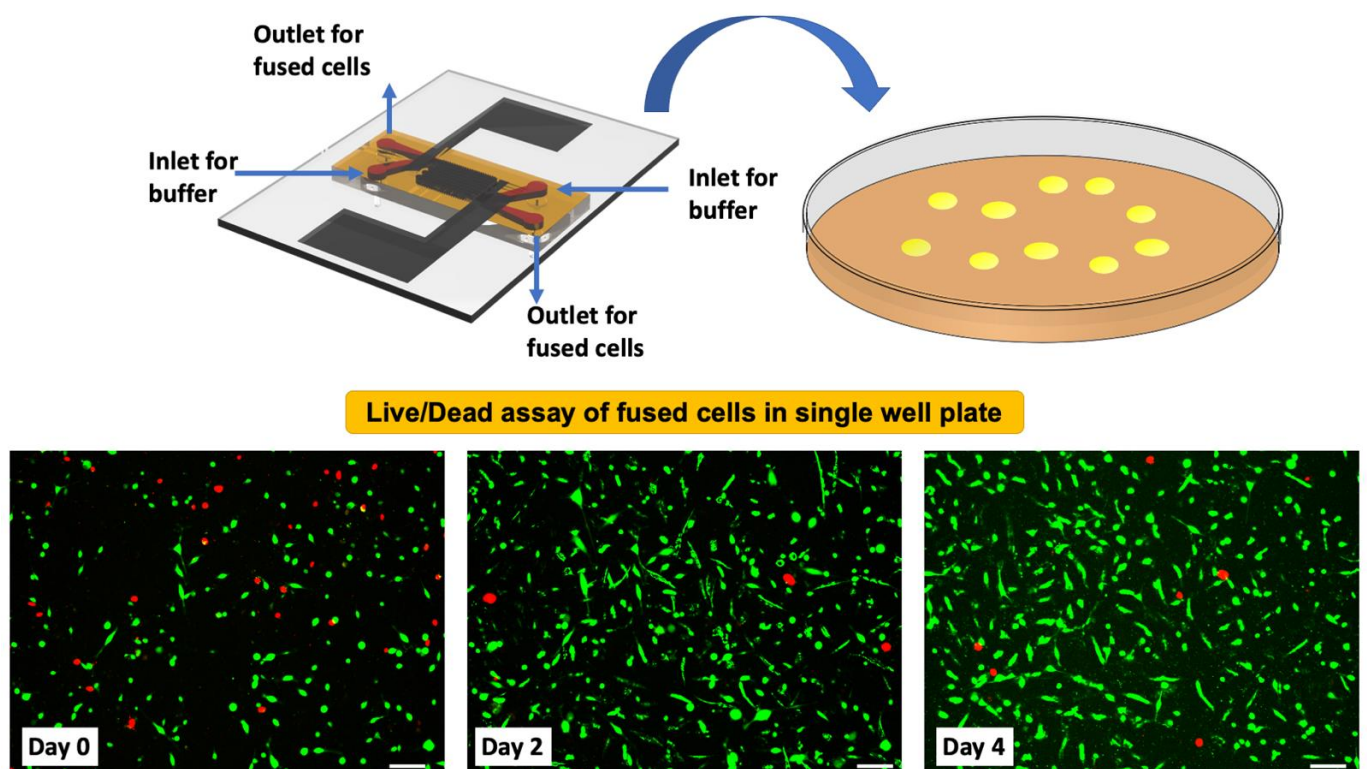 Outlet for
fused cells
Inlet for
buffer
Inlet for
buffer
Outlet for
fused cells
Live/Dead assay of fused cells in single well plate
Day 0
Day 2
Day 4